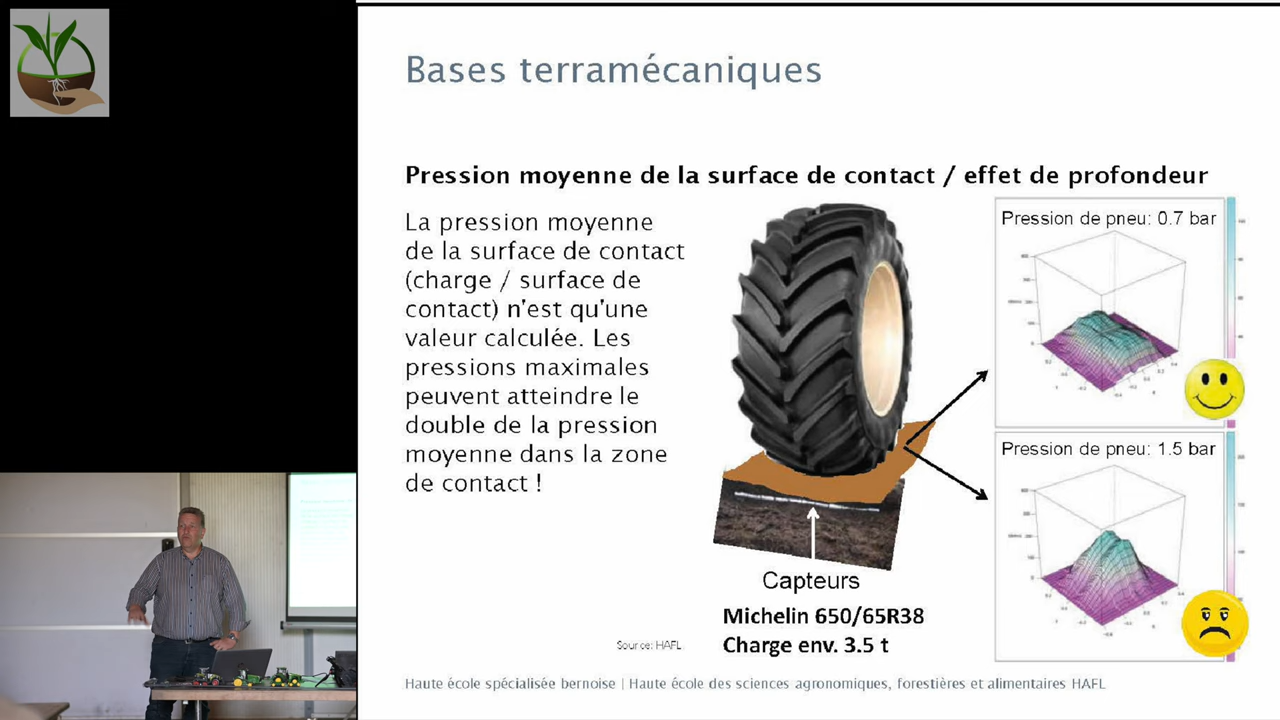 Bases terramécaniques
Pression moyenne de la surface de contact / effet de profondeur
La pression moyenne
de la surface de contact
(charge / surface de
contact) n'est qu'une
valeur calculée. Les
pressions maximales
peuvent atteindre le
double de la pression
moyenne dans la zone
de contact !
Pression de pneu: 0.7 bar
Pression de pneu: 1.5 bar
Capteurs
Michelin 650/65R38
Charge env. 3.5 t
Source: HAFL
Haute école spécialisée bernoise | Haute école des sciences agronomiques, forestières et alimentaires HAFL